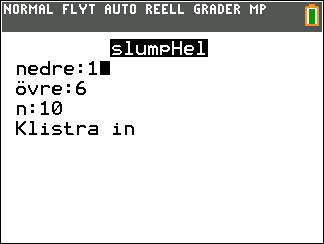 NORMAL FLYT AUTO REELL GRADER MP
slumpHel
nedre:1
övre:6
n:10
Klistra in